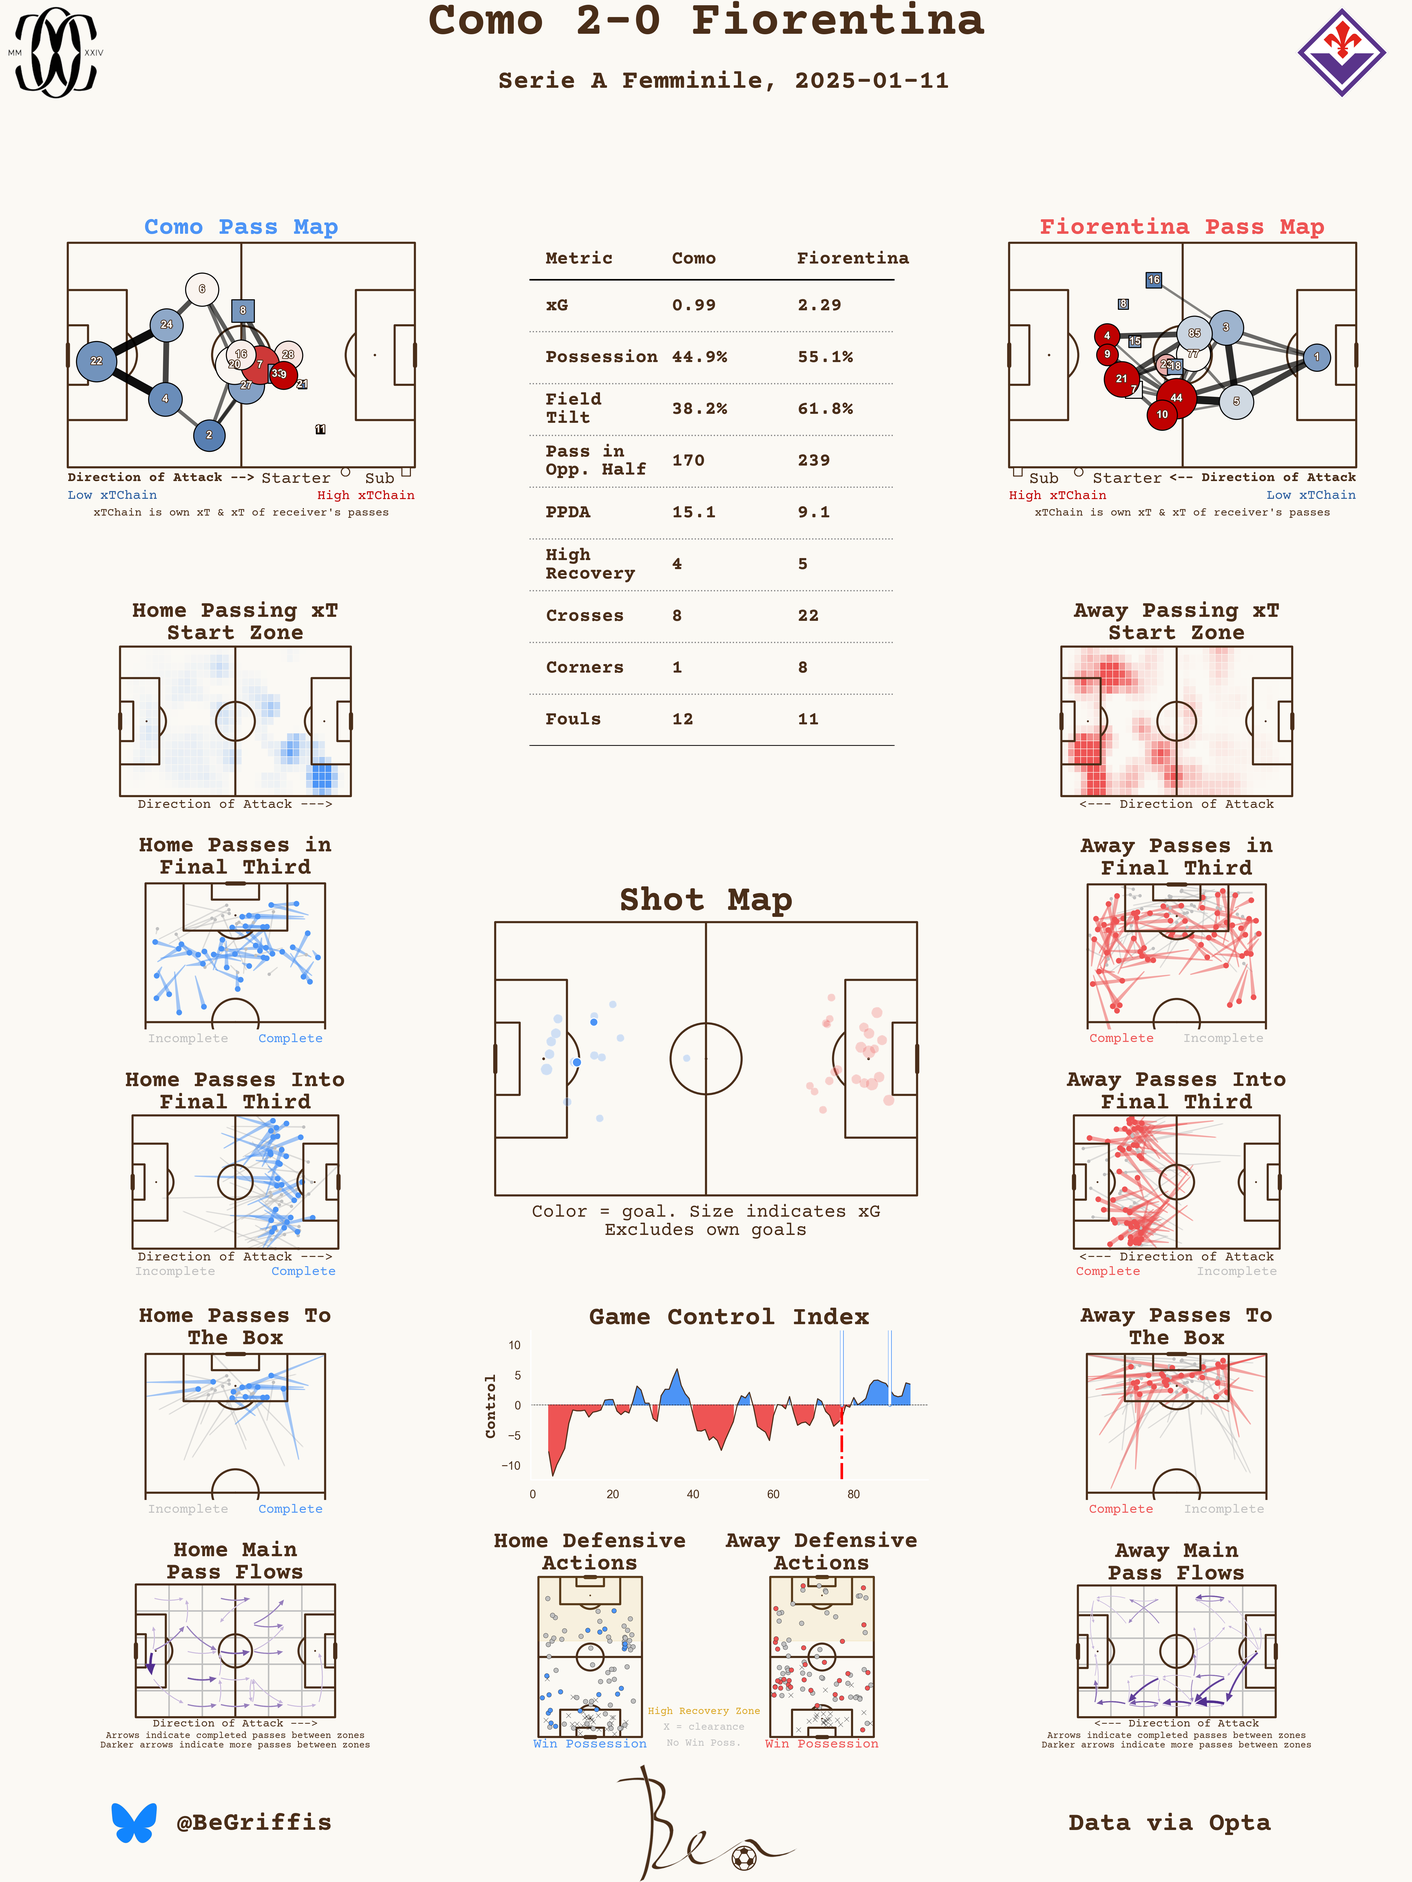 Como 2-0 Fiorentina
MM
XXIV
Serie A Femminile, 2025-01-11
Como Pass Map
6
8
24
22
16
20
7
28
33
9
21
27
4
2
11
Direction of Attack -->
Starter
Sub
Low xTChain
High xTChain
xTChain is own xT & xT of receiver's passes
Metric Como Fiorentina
xG 0.99 2.29
Possession 44.9% 55.1%
Field
Tilt 38.2% 61.8%
Pass in
Opp. Half 170 239
PPDA 15.1 9.1
High
Recovery 4 5
Crosses 8 22
Corners 1 8
Fouls 12 11
Fiorentina Pass Map
16
8
4
15
85
3
9
77
1
23
18
21
7
44
5
10
Sub
Starter
<-- Direction of Attack
High xTChain
Low xTChain
xTChain is own xT & xT of receiver's passes
Home Passing xT
Start Zone
Direction of Attack --->
Away Passing xT
Start Zone
<--- Direction of Attack
Home Passes in
Final Third
Incomplete
Complete
Away Passes in
Final Third
Complete
Incomplete
Shot Map
Color = goal. Size indicates xG
Excludes own goals
Home Passes Into
Final Third
Direction of Attack --->
Incomplete
Complete
Away Passes Into
Final Third
<--- Direction of Attack
Complete
Incomplete
Home Passes To
The Box
Incomplete
Complete
Game Control Index
Control
10
5
0
−5
−10
0
20
40
60
80
Away Passes To
The Box
Complete
Incomplete
Home Main
Pass Flows
Direction of Attack --->
Arrows indicate completed passes between zones
Darker arrows indicate more passes between zones
Home Defensive
Actions
Win Possession
Away Defensive
Actions
Win Possession
High Recovery Zone
X = clearance
No Win Poss.
Away Main
Pass Flows
<--- Direction of Attack
Arrows indicate completed passes between zones
Darker arrows indicate more passes between zones
@BeGriffis
Ben
Data via Opta